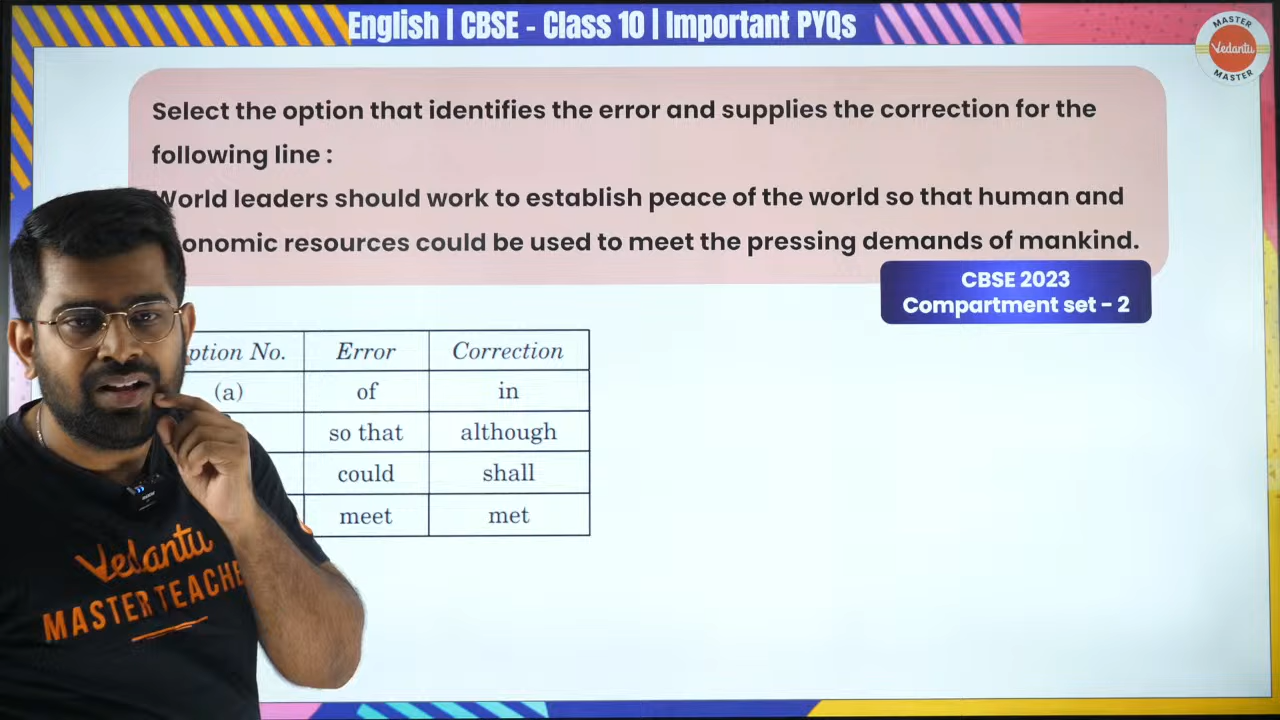 English | CBSE - Class 10 | Important PYQs
MASTER
Vedantu
MASTER
Select the option that identifies the error and supplies the correction for the
following line :
World leaders should work to establish peace of the world so that human and
resources could be used to meet the pressing demands of mankind.
CBSE 2023
Compartment set - 2
No. Error Correction
(a) of in
so that although
could shall
meet met
Vedantu
MASTER TEACHE